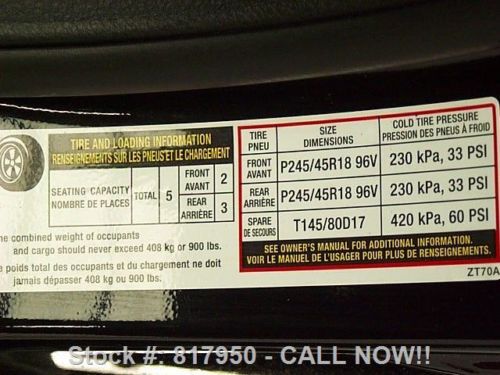 TIRE AND LOADING INFORMATION
RENSEIGNEMENTS SUR LES PNEUS ET LE CHARGEMENT
SEATING CAPACITY
NOMBRE DE PLACES
TOTAL
5
FRONT
AVANT
2
REAR
ARRIÈRE
3
he combined weight of occupants
and cargo should never exceed 408 kg or 900 lbs.
e poids total des occupants et du chargement ne doit
jamais dépasser 408 kg ou 900 lbs.
TIRE
PNEU
SIZE
DIMENSIONS
COLD TIRE PRESSURE
PRESSION DES PNEUS À FROID
FRONT
AVANT
P245/45R18 96V
230 kPa, 33 PSI
REAR
ARRIÈRE
P245/45R18 96V
230 kPa, 33 PSI
SPARE
DE SECOURS
T145/80D17
420 kPa, 60 PSI
SEE OWNER'S MANUAL FOR ADDITIONAL INFORMATION.
VOIR LE MANUEL DE L'USAGER POUR PLUS DE RENSEIGNEMENTS.
ZT70A
Stock #: 817950 - CALL NOW!!